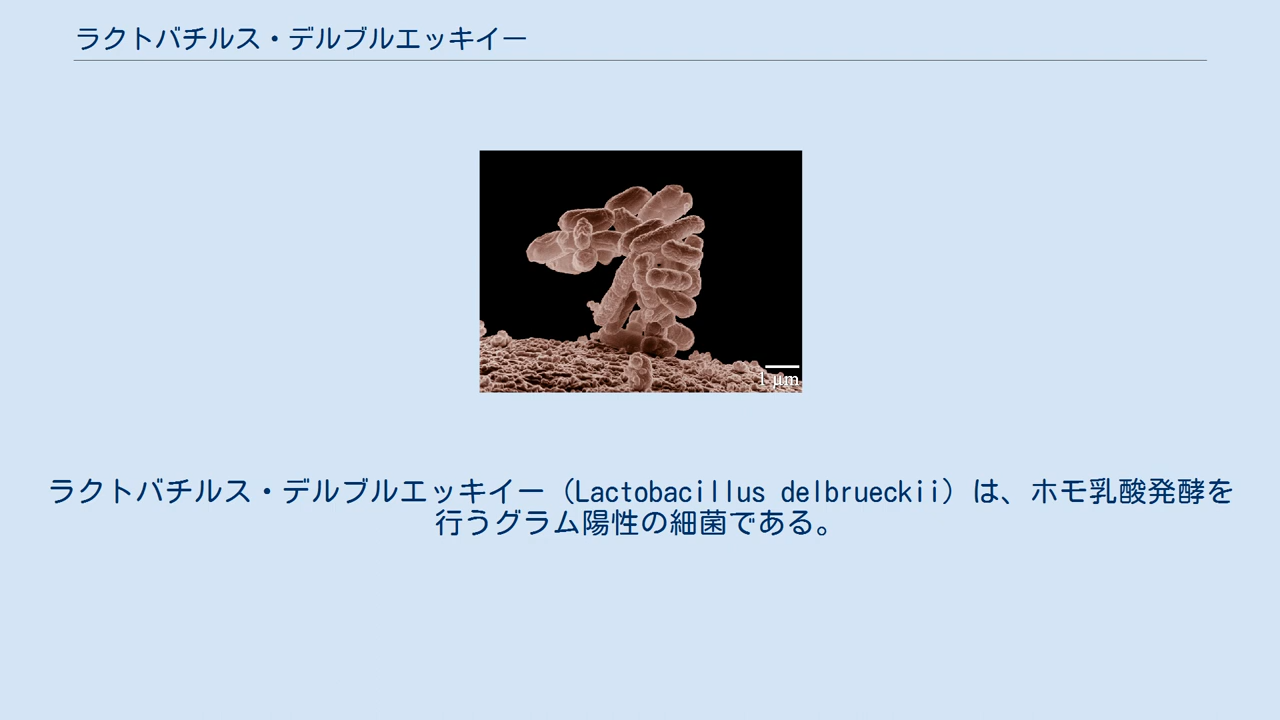 ラクトバチルス・デルブルエッキイー
1 µm
ラクトバチルス・デルブルエッキイー（Lactobacillus delbrueckii）は、ホモ乳酸発酵を
行うグラム陽性の細菌である。